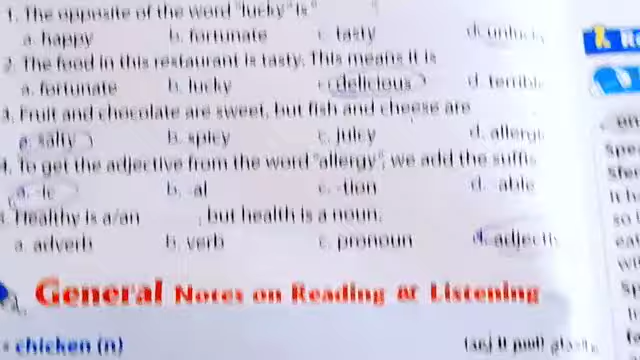 1. The opposite of the word "lucky" is
a. happy b. fortunate c. tasty d. unlucky
2. The food in this restaurant is tasty. This means it is
a. fortunate b. lucky c. delicious d. terrible
3. Fruit and chocolate are sweet, but fish and cheese are
a. salty b. spicy c. juicy d. allergi
4. To get the adjective from the word "allergy", we add the suffix
a. -ic b. -al c. -tion d. -able
Healthy is a/an , but health is a noun.
a. adverb b. verb c. pronoun d. adjectiv
General Notes on Reading & Listening
chicken (n)